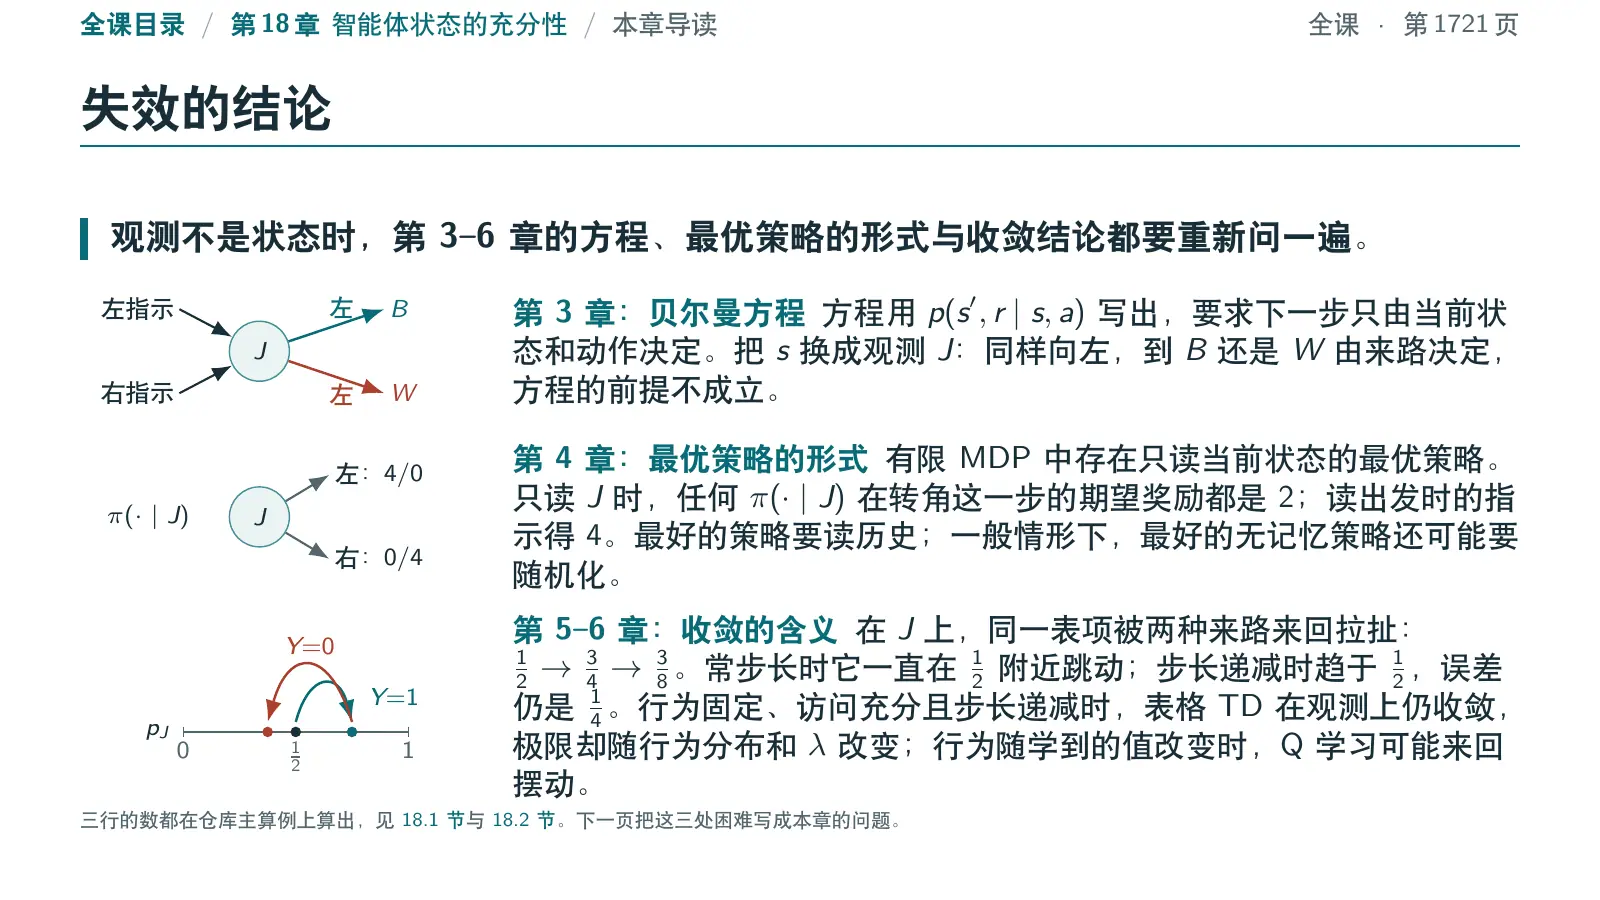 全课目录 / 第 18 章 智能体状态的充分性 / 本章导读
全课 · 第 1721 页
失效的结论
观测不是状态时，第 3–6 章的方程、最优策略的形式与收敛结论都要重新问一遍。
左指示
右指示
J
左
B
左
W
第 3 章：贝尔曼方程 方程用 p(s′, r | s, a) 写出，要求下一步只由当前状
态和动作决定。把 s 换成观测 J：同样向左，到 B 还是 W 由来路决定，
方程的前提不成立。
π(· | J)
J
左：4/0
右：0/4
第 4 章：最优策略的形式 有限 MDP 中存在只读当前状态的最优策略。
只读 J 时，任何 π(· | J) 在转角这一步的期望奖励都是 2；读出发时的指
示得 4。最好的策略要读历史；一般情形下，最好的无记忆策略还可能要
随机化。
Y=0
Y=1
p_J
0
1/2
1
第 5–6 章：收敛的含义 在 J 上，同一表项被两种来路来回拉扯：
1/2 → 3/4 → 3/8。常步长时它一直在 1/2 附近跳动；步长递减时趋于 1/2，误差
仍是 1/4。行为固定、访问充分且步长递减时，表格 TD 在观测上仍收敛，
极限却随行为分布和 λ 改变；行为随学到的值改变时，Q 学习可能来回
摆动。
三行的数都在仓库主算例上算出，见 18.1 节与 18.2 节。下一页把这三处困难写成本章的问题。